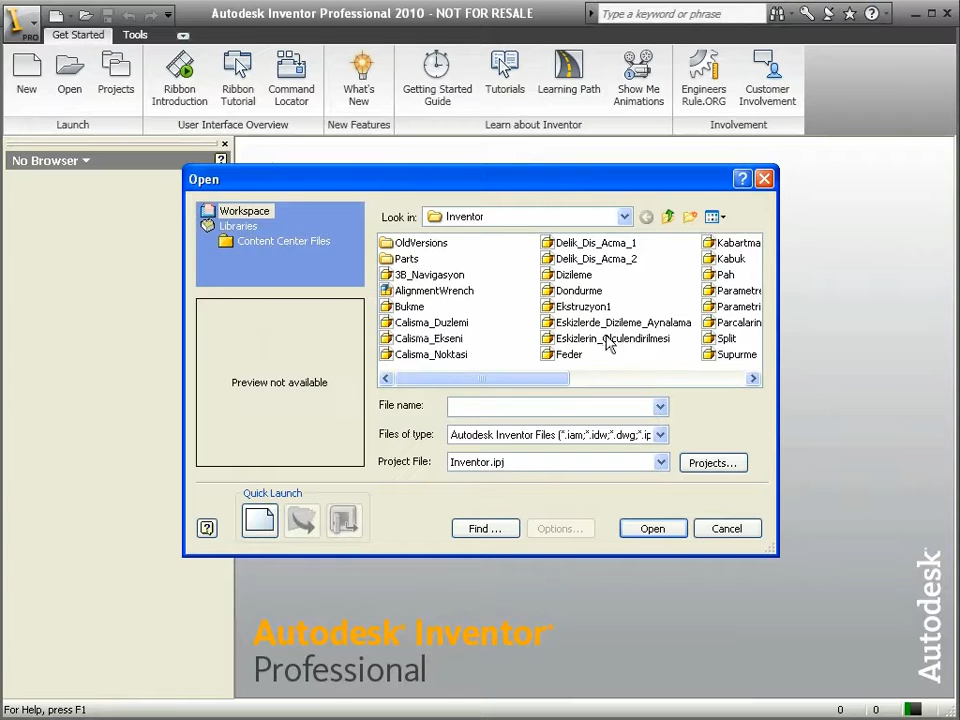 PRO
Autodesk Inventor Professional 2010 - NOT FOR RESALE
Type a keyword or phrase
Get Started
Tools
New
Open
Projects
Ribbon
Introduction
Ribbon
Tutorial
Command
Locator
What's
New
Getting Started
Guide
Tutorials
Learning Path
Show Me
Animations
Engineers
Rule.ORG
Customer
Involvement
Launch
User Interface Overview
New Features
Learn about Inventor
Involvement
No Browser
Open
Workspace
Libraries
Content Center Files
Preview not available
Look in:
Inventor
OldVersions
Parts
3B_Navigasyon
AlignmentWrench
Bukme
Calisma_Duzlemi
Calisma_Ekseni
Calisma_Noktasi
Delik_Dis_Acma_1
Delik_Dis_Acma_2
Dizileme
Dondurme
Ekstruzyon1
Eskizlerde_Dizileme_Aynalama
Eskizlerin_Olculendirilmesi
Feder
Kabartma
Kabuk
Pah
Parametre
Parametri
Parcalarin
Split
Supurme
File name:
Files of type:
Autodesk Inventor Files (*.iam;*.idw;*.dwg;*.ip
Project File:
Inventor.ipj
Projects...
Quick Launch
Find ...
Options...
Open
Cancel
Autodesk Inventor
Professional
Autodesk
For Help, press F1
0
0